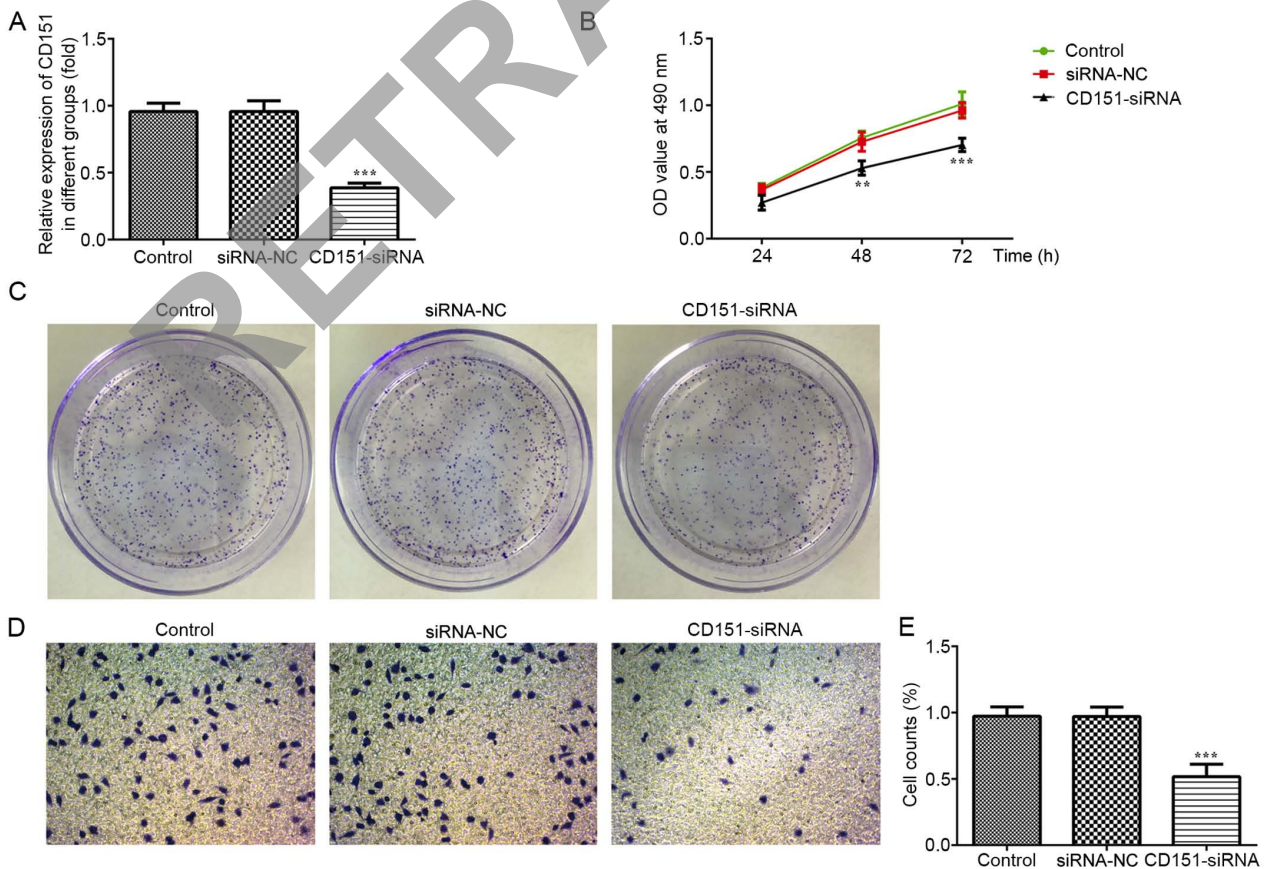 A
Relative expression of CD151
in different groups (fold)
1.5
1.0
0.5
0.0
***
Control
siRNA-NC
CD151-siRNA
B
OD value at 490 nm
1.5
1.0
0.5
0.0
**
***
24
48
72
Time (h)
Control
siRNA-NC
CD151-siRNA
RETRA
C
Control
siRNA-NC
CD151-siRNA
D
Control
siRNA-NC
CD151-siRNA
E
Cell counts (%)
1.5
1.0
0.5
0.0
***
Control
siRNA-NC
CD151-siRNA